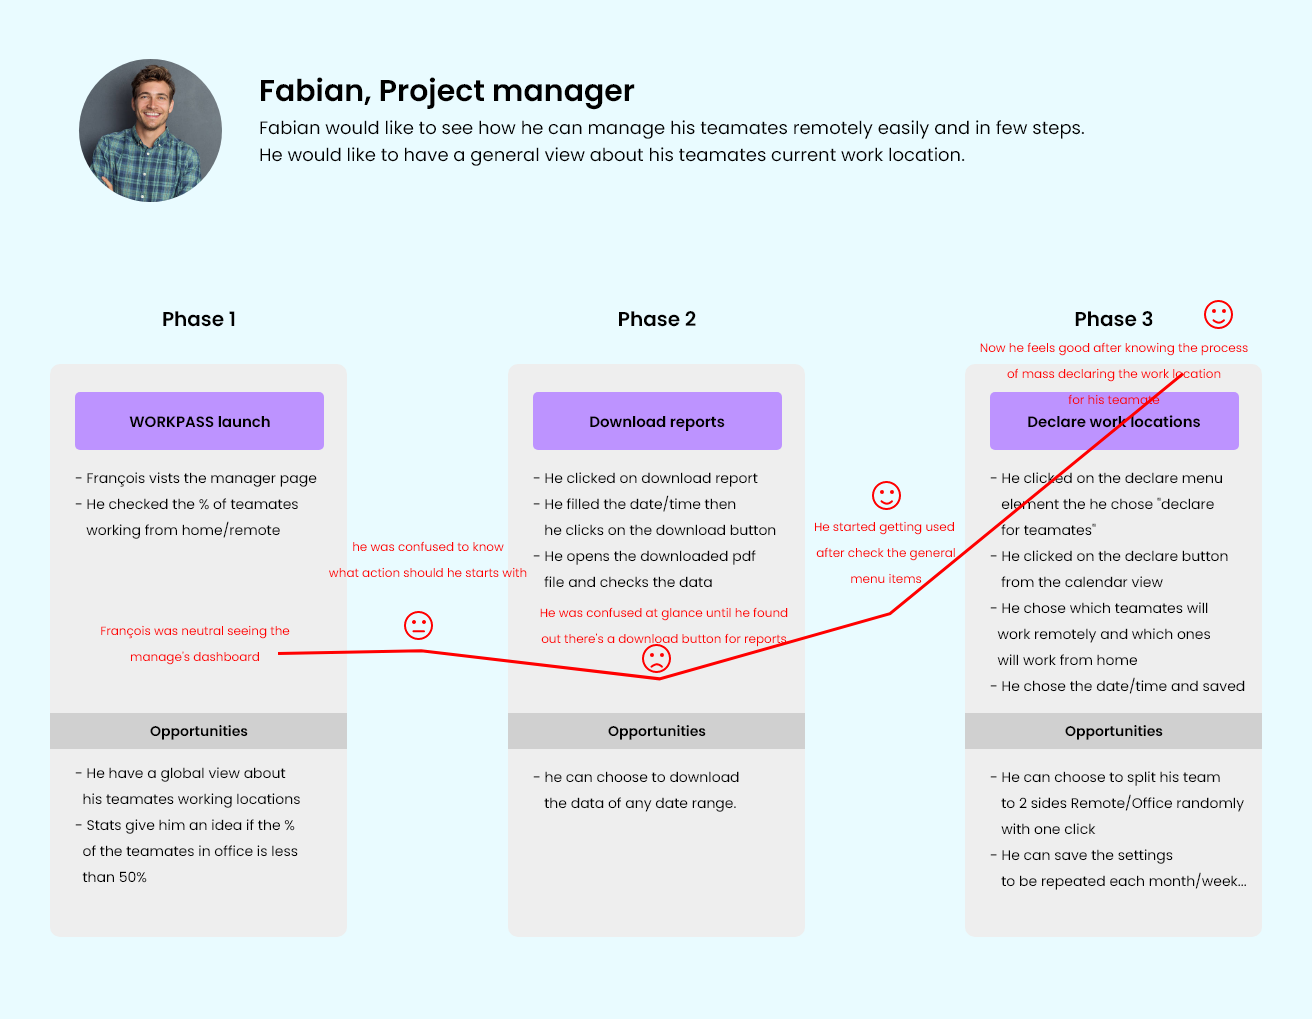 Fabian, Project manager
Fabian would like to see how he can manage his teamates remotely easily and in few steps.
He would like to have a general view about his teamates current work location.
Phase 1
WORKPASS launch
- François vists the manager page
- He checked the % of teamates
working from home/remote
François was neutral seeing the
manage's dashboard
Opportunities
- He have a global view about
his teamates working locations
- Stats give him an idea if the %
of the teamates in office is less
than 50%
he was confused to know
what action should he starts with
Phase 2
Download reports
- He clicked on download report
- He filled the date/time then
he clicks on the download button
- He opens the downloaded pdf
file and checks the data
He was confused at glance until he found
out there's a download button for reports
Opportunities
- he can choose to download
the data of any date range.
He started getting used
after check the general
menu items
Phase 3
Now he feels good after knowing the process
of mass declaring the work location
for his teamate
Declare work locations
- He clicked on the declare menu
element the he chose "declare
for teamates"
- He clicked on the declare button
from the calendar view
- He chose which teamates will
work remotely and which ones
will work from home
- He chose the date/time and saved
Opportunities
- He can choose to split his team
to 2 sides Remote/Office randomly
with one click
- He can save the settings
to be repeated each month/week...